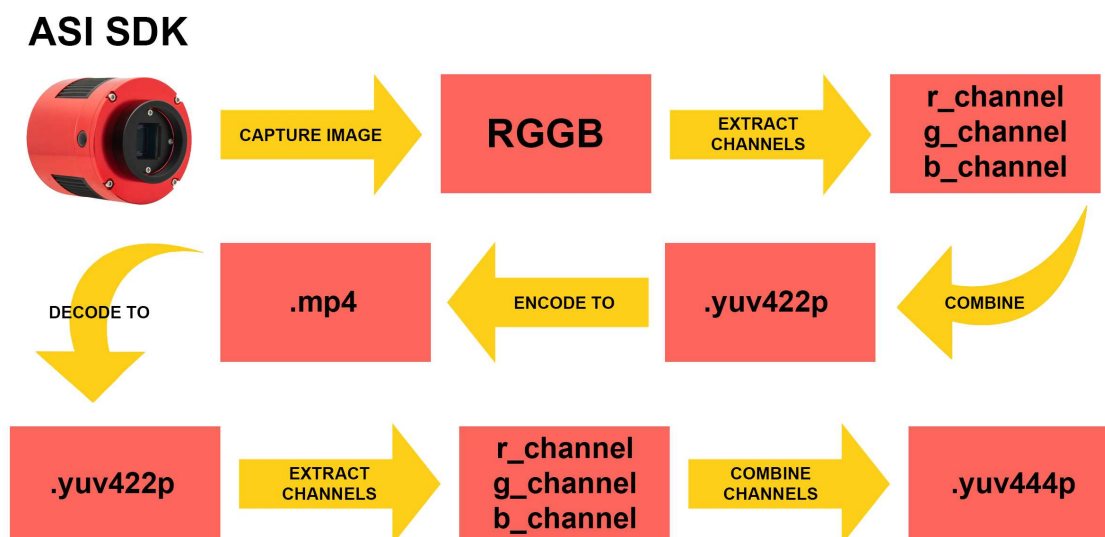 ASI SDK
CAPTURE IMAGE
RGGB
EXTRACT
CHANNELS
r_channel
g_channel
b_channel
COMBINE
.yuv422p
ENCODE TO
.mp4
DECODE TO
.yuv422p
EXTRACT
CHANNELS
r_channel
g_channel
b_channel
COMBINE
CHANNELS
.yuv444p